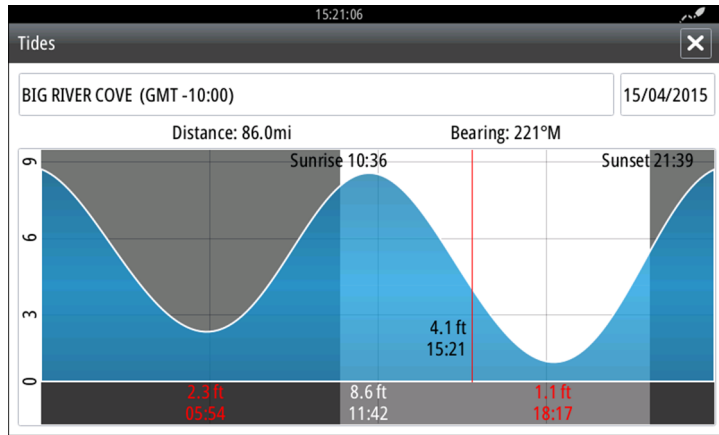 15:21:06
Tides
BIG RIVER COVE (GMT -10:00)
15/04/2015
Distance: 86.0mi
Bearing: 221°M
Sunrise 10:36
Sunset 21:39
9
6
3
0
4.1 ft
15:21
2.3 ft
05:54
8.6 ft
11:42
1.1 ft
18:17